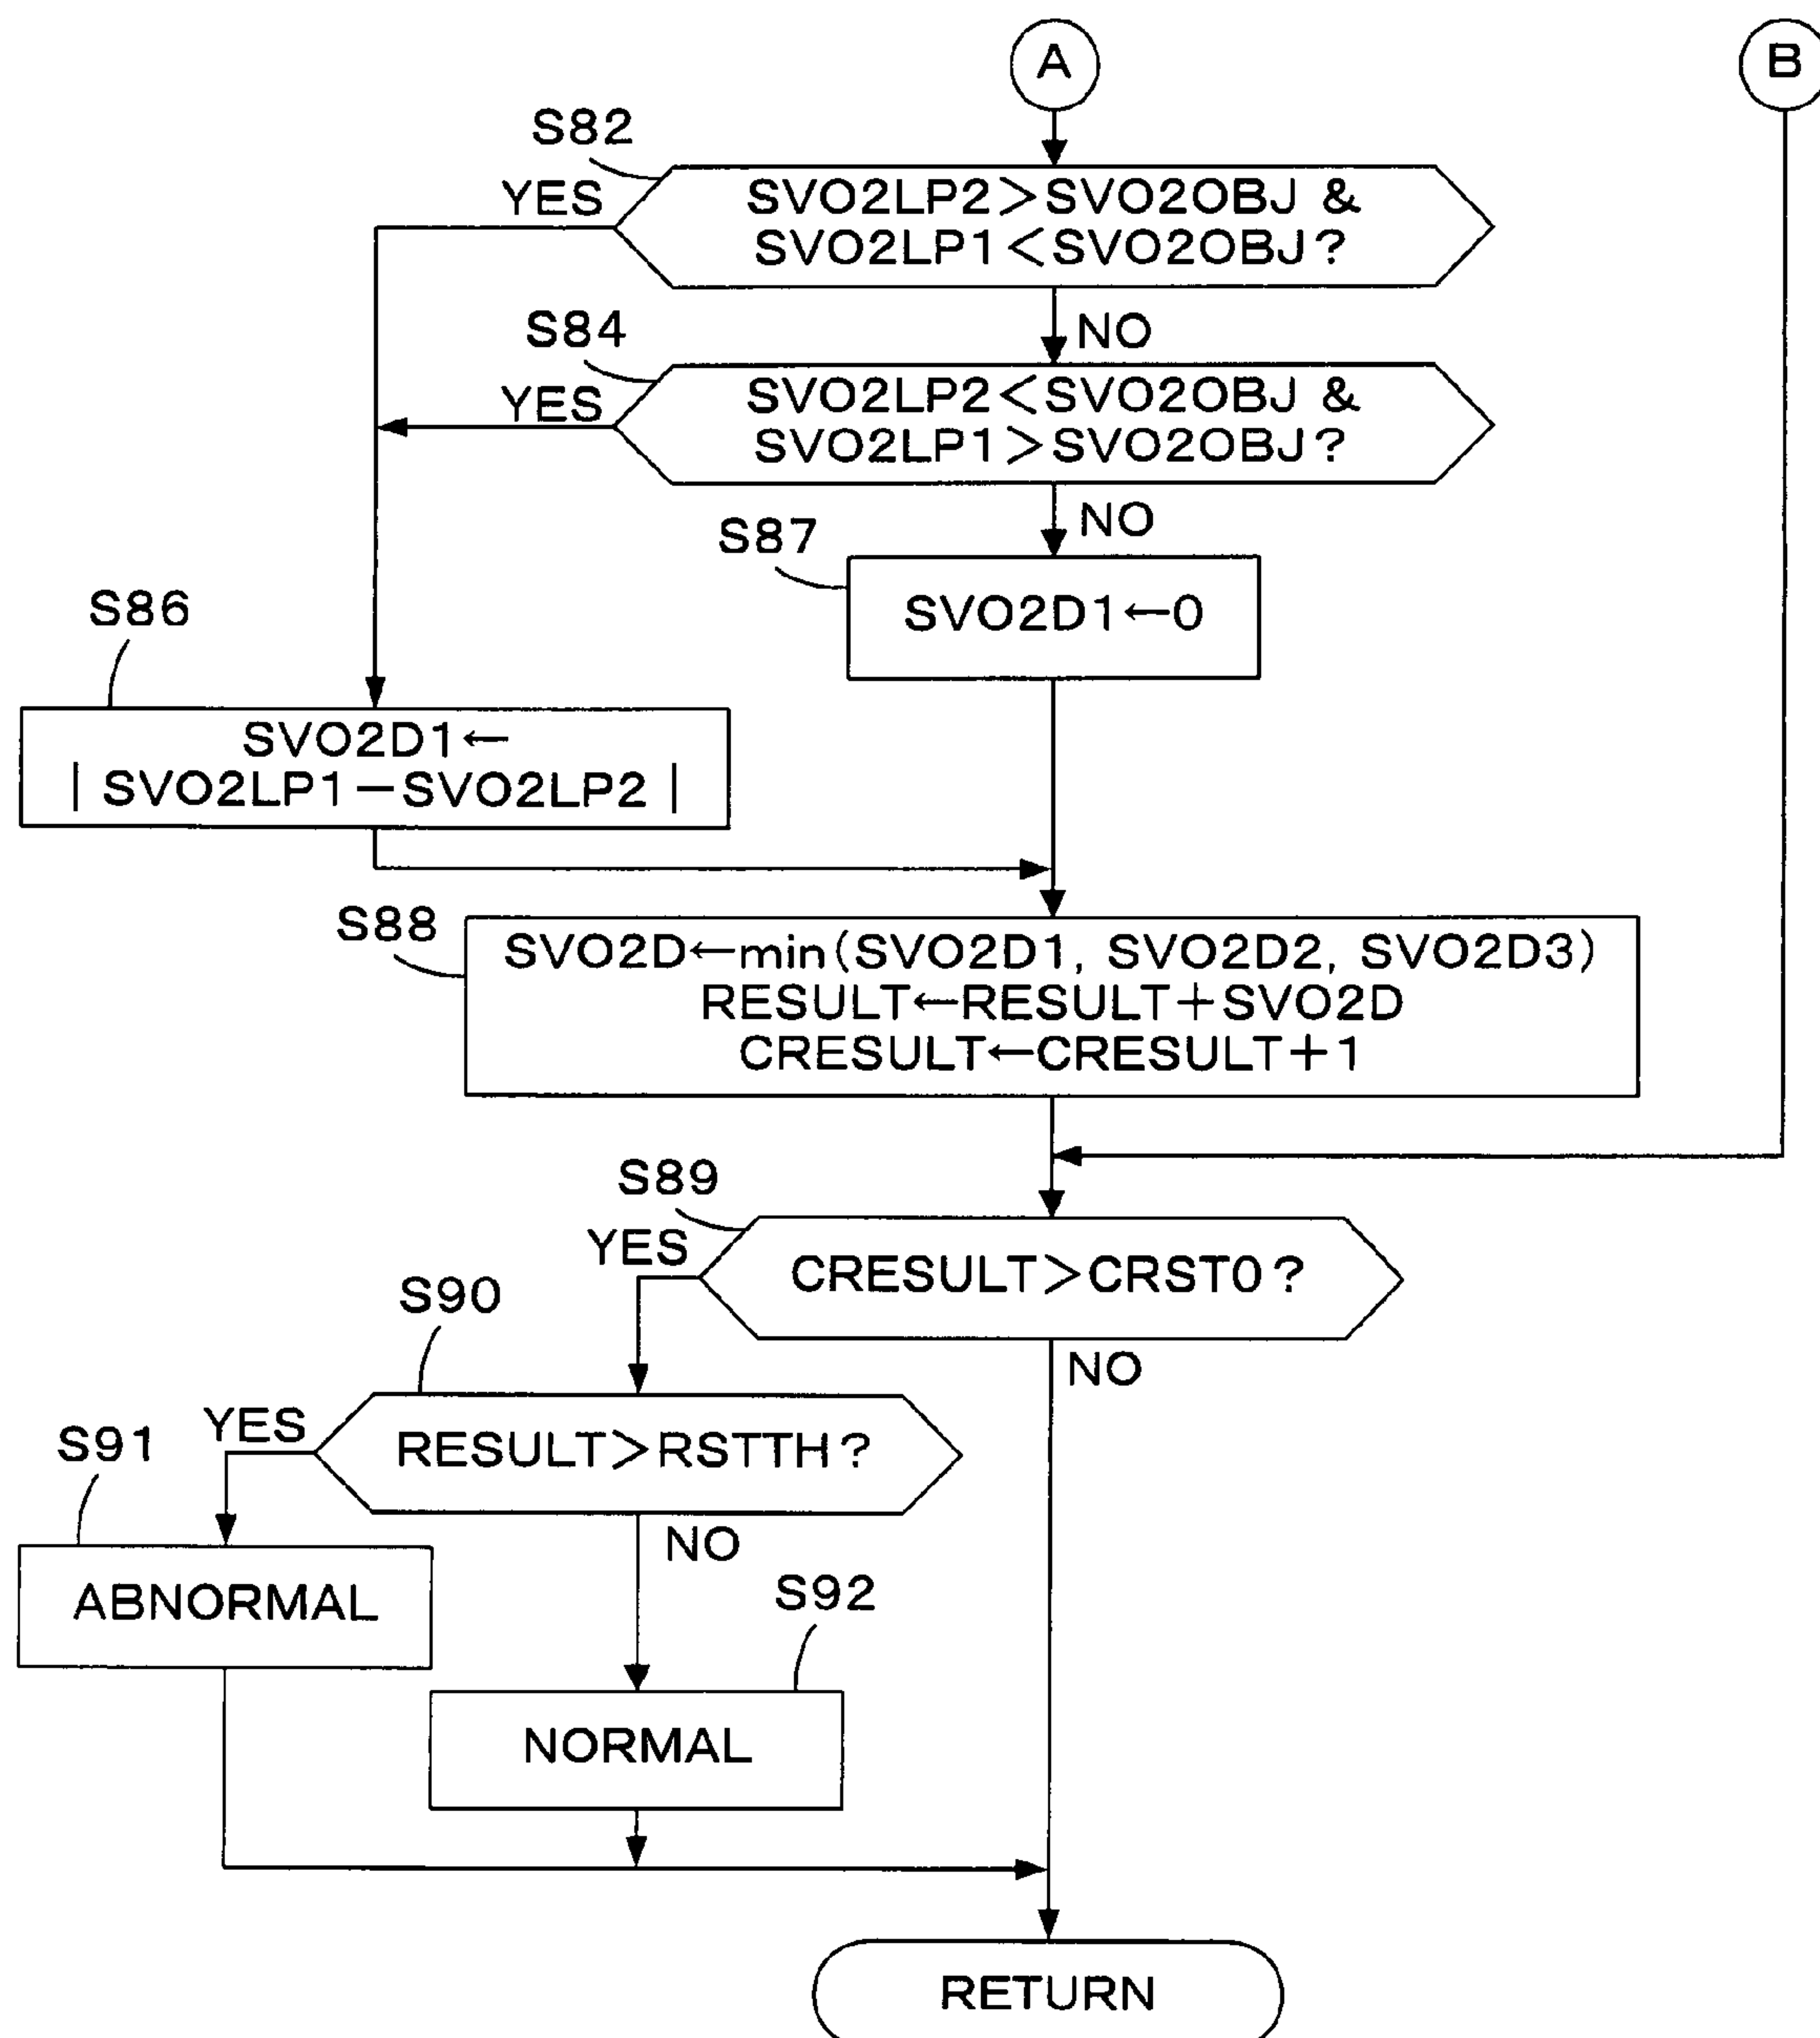 A
B
S82
YES
SVO2LP2>SVO2OBJ &
SVO2LP1<SVO2OBJ?
NO
S84
YES
SVO2LP2<SVO2OBJ &
SVO2LP1>SVO2OBJ?
NO
S87
SVO2D1←0
S86
SVO2D1←
| SVO2LP1-SVO2LP2 |
S88
SVO2D←min(SVO2D1, SVO2D2, SVO2D3)
RESULT←RESULT+SVO2D
CRESULT←CRESULT+1
S89
YES
CRESULT>CRST0?
NO
S90
YES
RESULT>RSTTH?
NO
S91
ABNORMAL
S92
NORMAL
RETURN